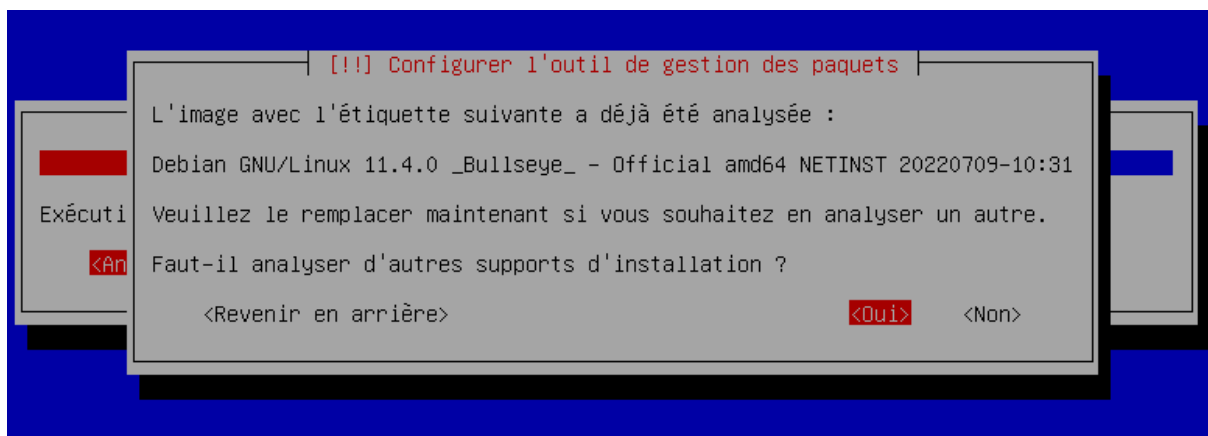 [!!] Configurer l'outil de gestion des paquets
L'image avec l'étiquette suivante a déjà été analysée :
Debian GNU/Linux 11.4.0 _Bullseye_ - Official amd64 NETINST 20220709-10:31
Exécuti
Veuillez le remplacer maintenant si vous souhaitez en analyser un autre.
<An
Faut-il analyser d'autres supports d'installation ?
<Revenir en arrière> <Oui> <Non>